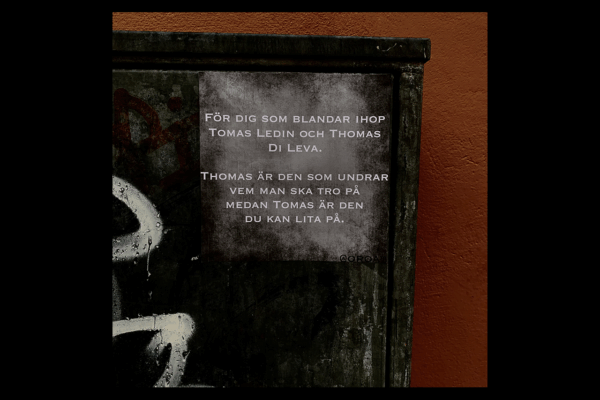 För dig som blandar ihop
Tomas Ledin och Thomas
Di Leva.
Thomas är den som undrar
vem man ska tro på
medan Tomas är den
du kan lita på.